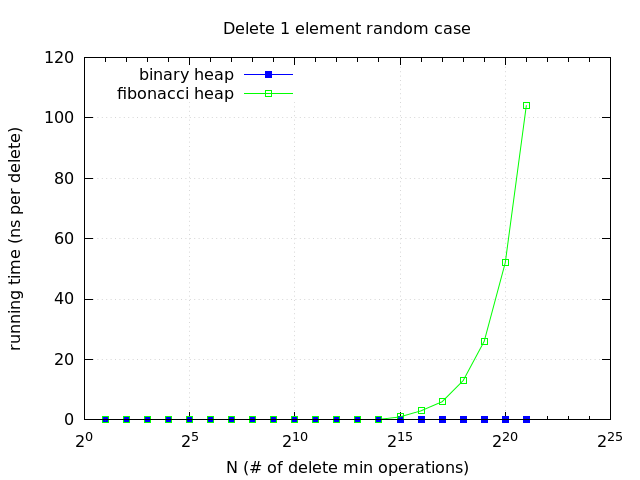 Delete 1 element random case
120
100
80
60
40
20
0
running time (ns per delete)
binary heap
fibonacci heap
2^0 2^5 2^10 2^15 2^20 2^25
N (# of delete min operations)